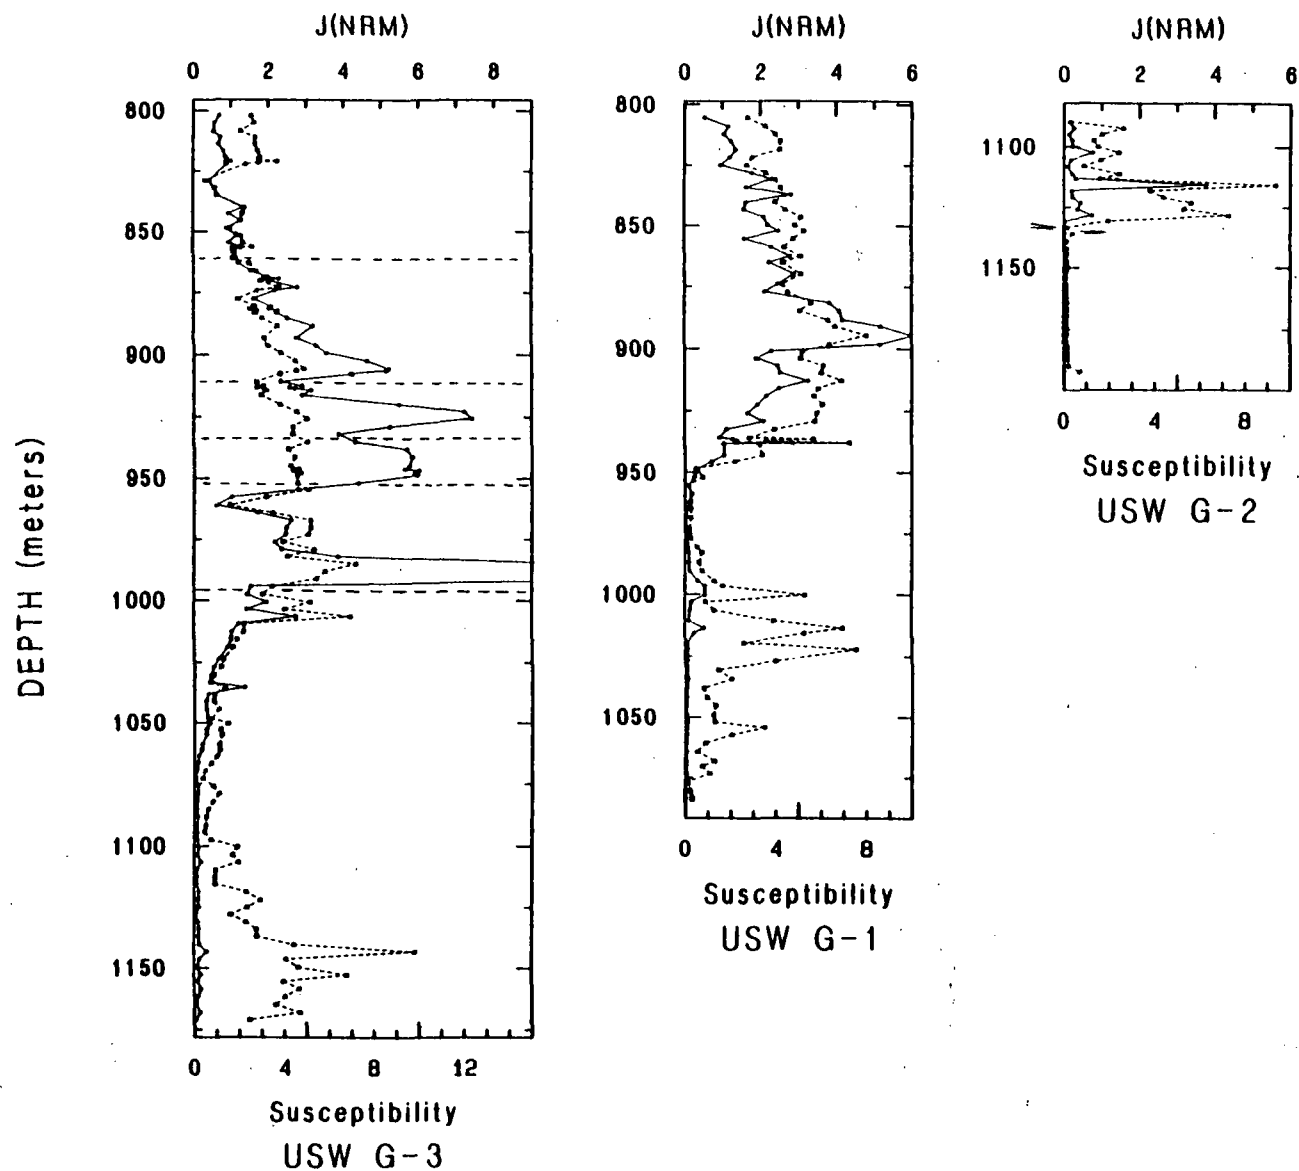 J(NRM)
0 2 4 6 8
800
850
900
950
1000
1050
1100
1150
0 4 8 12
Susceptibility
USW G-3
DEPTH (meters)
J(NRM)
0 2 4 6
800
850
900
950
1000
1050
0 4 8
Susceptibility
USW G-1
J(NRM)
0 2 4 6
1100
1150
0 4 8
Susceptibility
USW G-2